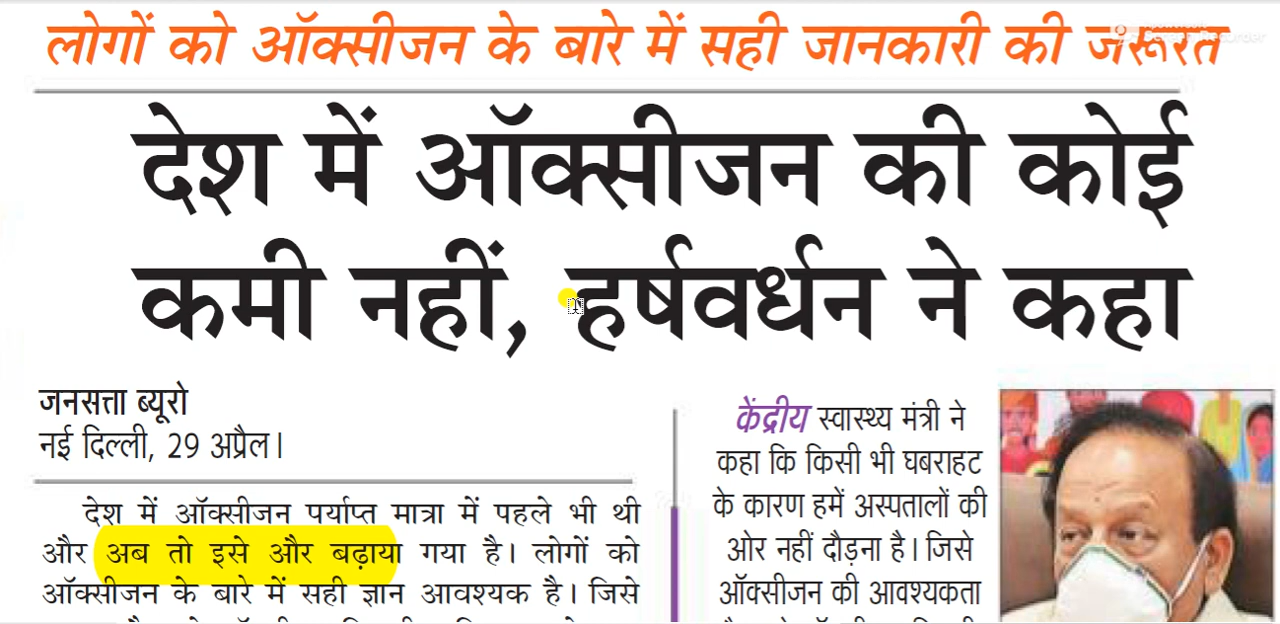 लोगों को ऑक्सीजन के बारे में सही जानकारी की जरूरत
देश में ऑक्सीजन की कोई
कमी नहीं, हर्षवर्धन ने कहा
जनसत्ता ब्यूरो
नई दिल्ली, 29 अप्रैल।
देश में ऑक्सीजन पर्याप्त मात्रा में पहले भी थी
और अब तो इसे और बढ़ाया गया है। लोगों को
ऑक्सीजन के बारे में सही ज्ञान आवश्यक है। जिसे
केंद्रीय स्वास्थ्य मंत्री ने
कहा कि किसी भी घबराहट
के कारण हमें अस्पतालों की
ओर नहीं दौड़ना है। जिसे
ऑक्सीजन की आवश्यकता